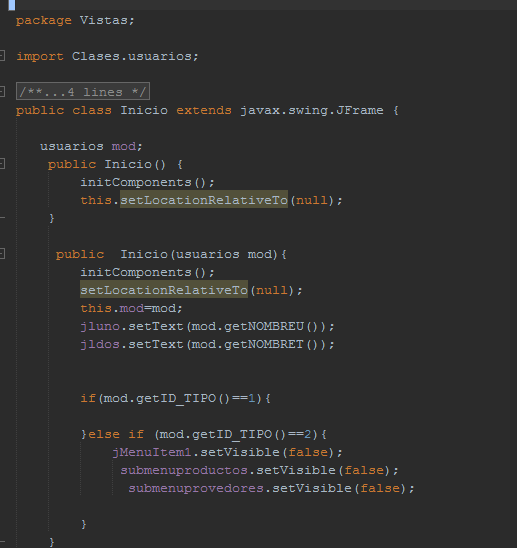 package Vistas;
import Clases.usuarios;
/**...4 lines */
public class Inicio extends javax.swing.JFrame {
usuarios mod;
public Inicio() {
initComponents();
this.setLocationRelativeTo(null);
}
public  Inicio(usuarios mod){
initComponents();
setLocationRelativeTo(null);
this.mod=mod;
jluno.setText(mod.getNOMBREU());
jldos.setText(mod.getNOMBRET());
if(mod.getID_TIPO()==1){
}else if (mod.getID_TIPO()==2){
jMenuItem1.setVisible(false);
submenuproductos.setVisible(false);
submenuprovedores.setVisible(false);
}
}